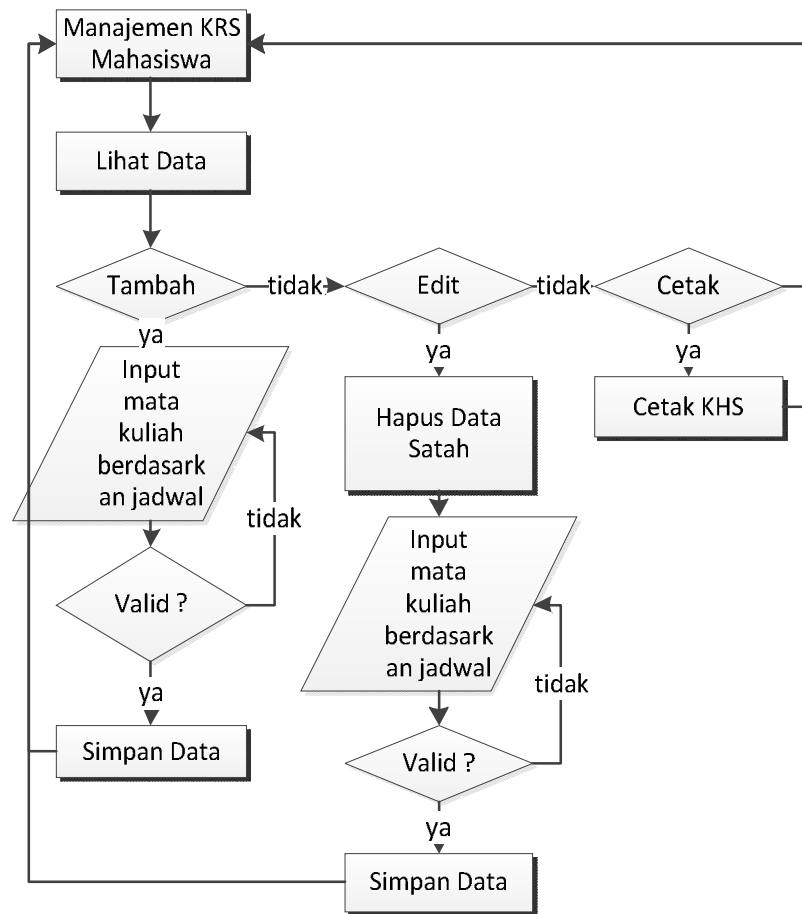 Manajemen KRS
Mahasiswa
Lihat Data
Tambah
tidak
Edit
tidak
Cetak
ya
Input
mata
kuliah
berdasark
an jadwal
tidak
Valid ?
ya
Simpan Data
ya
Hapus Data
Satah
Input
mata
kuliah
berdasark
an jadwal
tidak
Valid ?
ya
Simpan Data
ya
Cetak KHS